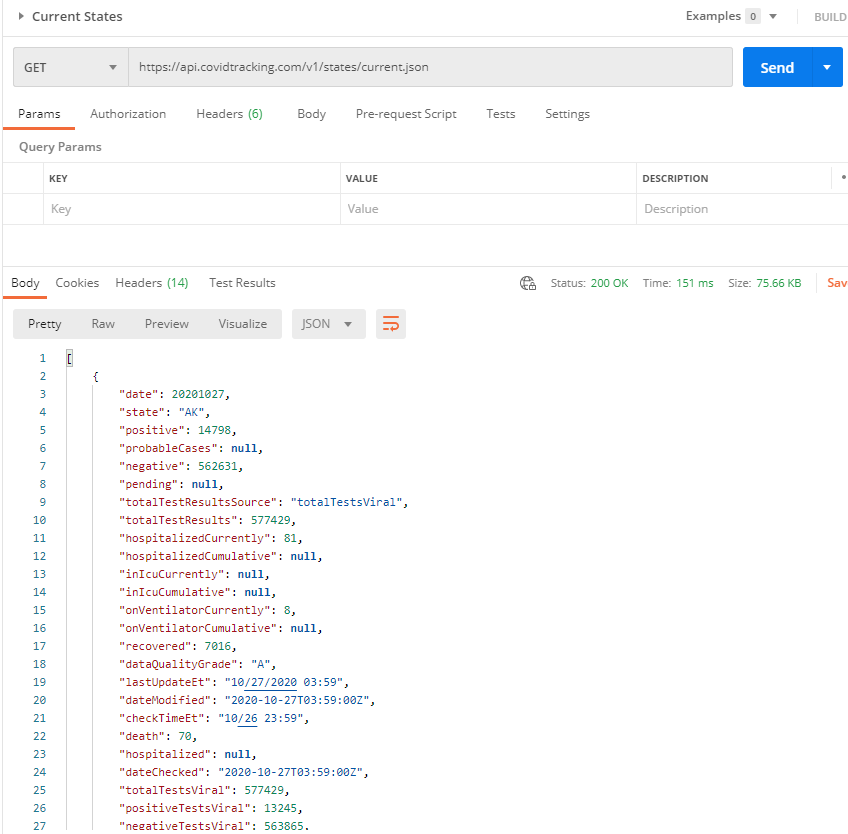 Current States Examples 0 BUILD
GET https://api.covidtracking.com/v1/states/current.json Send
Params Authorization Headers (6) Body Pre-request Script Tests Settings
Query Params
KEY VALUE DESCRIPTION
Key Value Description
Body Cookies Headers (14) Test Results Status: 200 OK Time: 151 ms Size: 75.66 KB Sav
Pretty Raw Preview Visualize JSON
1 [
2 {
3 "date": 20201027,
4 "state": "AK",
5 "positive": 14798,
6 "probableCases": null,
7 "negative": 562631,
8 "pending": null,
9 "totalTestResultsSource": "totalTestsViral",
10 "totalTestResults": 577429,
11 "hospitalizedCurrently": 81,
12 "hospitalizedCumulative": null,
13 "inIcuCurrently": null,
14 "inIcuCumulative": null,
15 "onVentilatorCurrently": 8,
16 "onVentilatorCumulative": null,
17 "recovered": 7016,
18 "dataQualityGrade": "A",
19 "lastUpdateEt": "10/27/2020 03:59",
20 "dateModified": "2020-10-27T03:59:00Z",
21 "checkTimeEt": "10/26 23:59",
22 "death": 70,
23 "hospitalized": null,
24 "dateChecked": "2020-10-27T03:59:00Z",
25 "totalTestsViral": 577429,
26 "positiveTestsViral": 13245,
27 "negativeTestsViral": 563865,